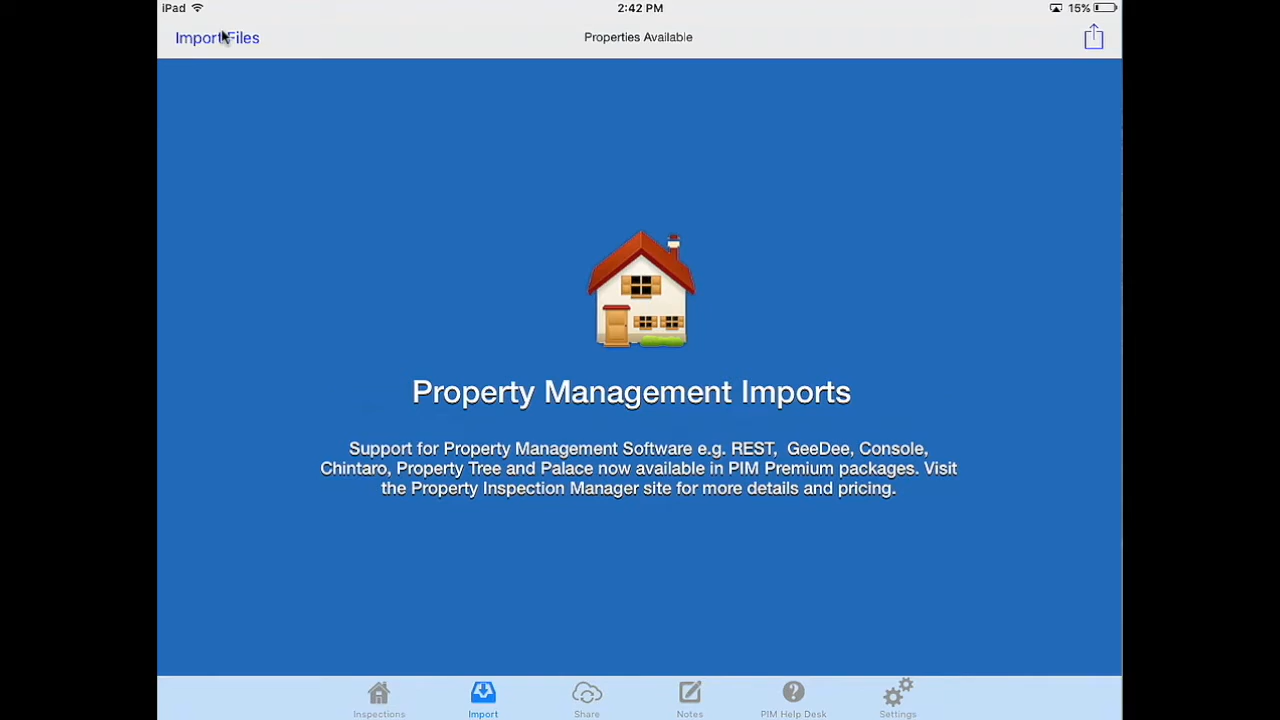 iPad 2:42 PM 15%
Import Files Properties Available
Property Management Imports
Support for Property Management Software e.g. REST, GeeDee, Console,
Chintaro, Property Tree and Palace now available in PIM Premium packages. Visit
the Property Inspection Manager site for more details and pricing.
Inspections Import Share Notes PIM Help Desk Settings